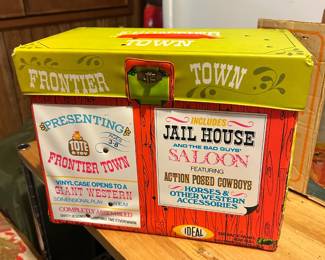 TOWN
FRONTIER TOWN
PRESENTING
TOTE
FRONTIER TOWN
VINYL CASE OPENS TO A
GIANT WESTERN
COMPLETELY ASSEMBLED
INCLUDES
JAIL HOUSE
AND THE BAD GUYS'
SALOON
FEATURING
ACTION POSED COWBOYS
HORSES &
OTHER WESTERN
ACCESSORIES
IDEAL